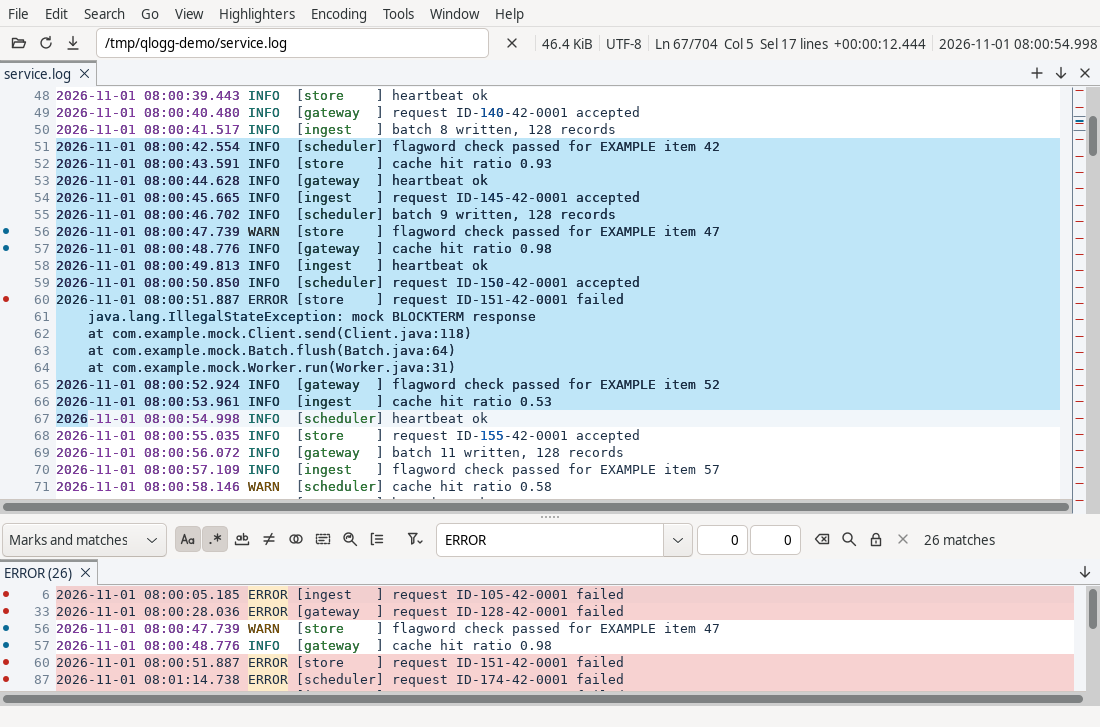 File Edit Search Go View Highlighters Encoding Tools Window Help
/tmp/qlogg-demo/service.log 46.4 KiB UTF-8 Ln 67/704 Col 5 Sel 17 lines +00:00:12.444 2026-11-01 08:00:54.998
service.log
48 2026-11-01 08:00:39.443 INFO [store ] heartbeat ok
49 2026-11-01 08:00:40.480 INFO [gateway ] request ID-140-42-0001 accepted
50 2026-11-01 08:00:41.517 INFO [ingest ] batch 8 written, 128 records
51 2026-11-01 08:00:42.554 INFO [scheduler] flagword check passed for EXAMPLE item 42
52 2026-11-01 08:00:43.591 INFO [store ] cache hit ratio 0.93
53 2026-11-01 08:00:44.628 INFO [gateway ] heartbeat ok
54 2026-11-01 08:00:45.665 INFO [ingest ] request ID-145-42-0001 accepted
55 2026-11-01 08:00:46.702 INFO [scheduler] batch 9 written, 128 records
56 2026-11-01 08:00:47.739 WARN [store ] flagword check passed for EXAMPLE item 47
57 2026-11-01 08:00:48.776 INFO [gateway ] cache hit ratio 0.98
58 2026-11-01 08:00:49.813 INFO [ingest ] heartbeat ok
59 2026-11-01 08:00:50.850 INFO [scheduler] request ID-150-42-0001 accepted
60 2026-11-01 08:00:51.887 ERROR [store ] request ID-151-42-0001 failed
61 java.lang.IllegalStateException: mock BLOCKTERM response
62 at com.example.mock.Client.send(Client.java:118)
63 at com.example.mock.Batch.flush(Batch.java:64)
64 at com.example.mock.Worker.run(Worker.java:31)
65 2026-11-01 08:00:52.924 INFO [gateway ] flagword check passed for EXAMPLE item 52
66 2026-11-01 08:00:53.961 INFO [ingest ] cache hit ratio 0.53
67 2026-11-01 08:00:54.998 INFO [scheduler] heartbeat ok
68 2026-11-01 08:00:55.035 INFO [store ] request ID-155-42-0001 accepted
69 2026-11-01 08:00:56.072 INFO [gateway ] batch 11 written, 128 records
70 2026-11-01 08:00:57.109 INFO [ingest ] flagword check passed for EXAMPLE item 57
71 2026-11-01 08:00:58.146 WARN [scheduler] cache hit ratio 0.58
Marks and matches Aa .* ab ERROR 0 0 26 matches
ERROR (26)
6 2026-11-01 08:00:05.185 ERROR [ingest ] request ID-105-42-0001 failed
33 2026-11-01 08:00:28.036 ERROR [gateway ] request ID-128-42-0001 failed
56 2026-11-01 08:00:47.739 WARN [store ] flagword check passed for EXAMPLE item 47
57 2026-11-01 08:00:48.776 INFO [gateway ] cache hit ratio 0.98
60 2026-11-01 08:00:51.887 ERROR [store ] request ID-151-42-0001 failed
87 2026-11-01 08:01:14.738 ERROR [scheduler] request ID-174-42-0001 failed